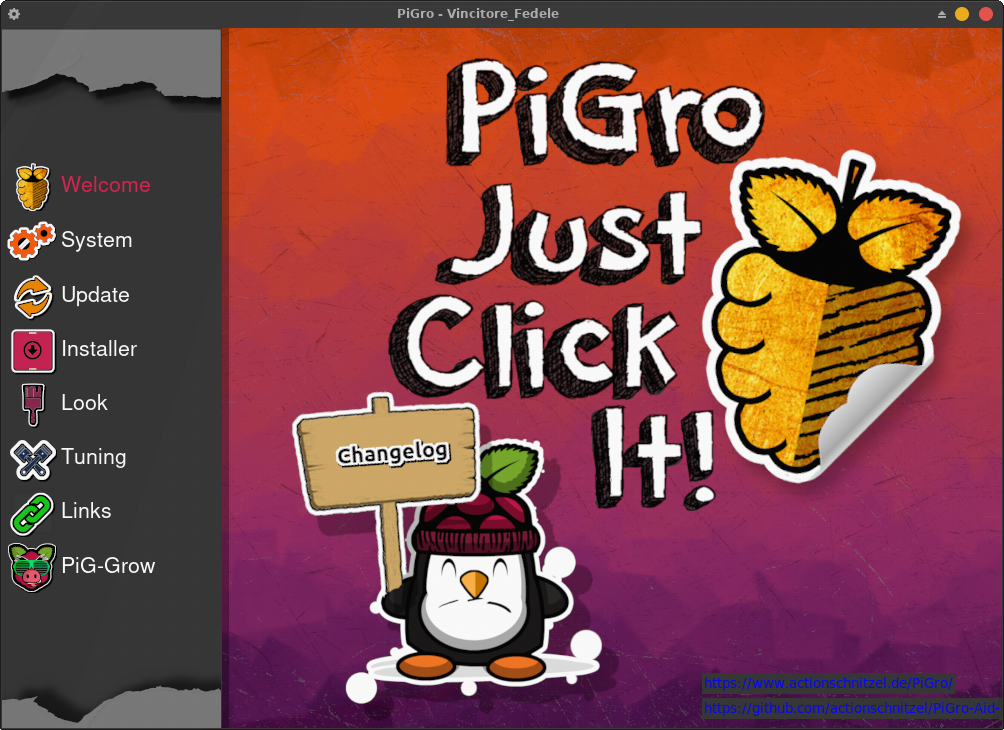 PiGro - Vincitore_Fedele
Welcome
System
Update
Installer
Look
Tuning
Links
PiG-Grow
PiGro
Just
Click
It!
Changelog
https://www.actionschnitzel.de/PiGro/
https://github.com/actionschnitzel/PiGro-Aid-